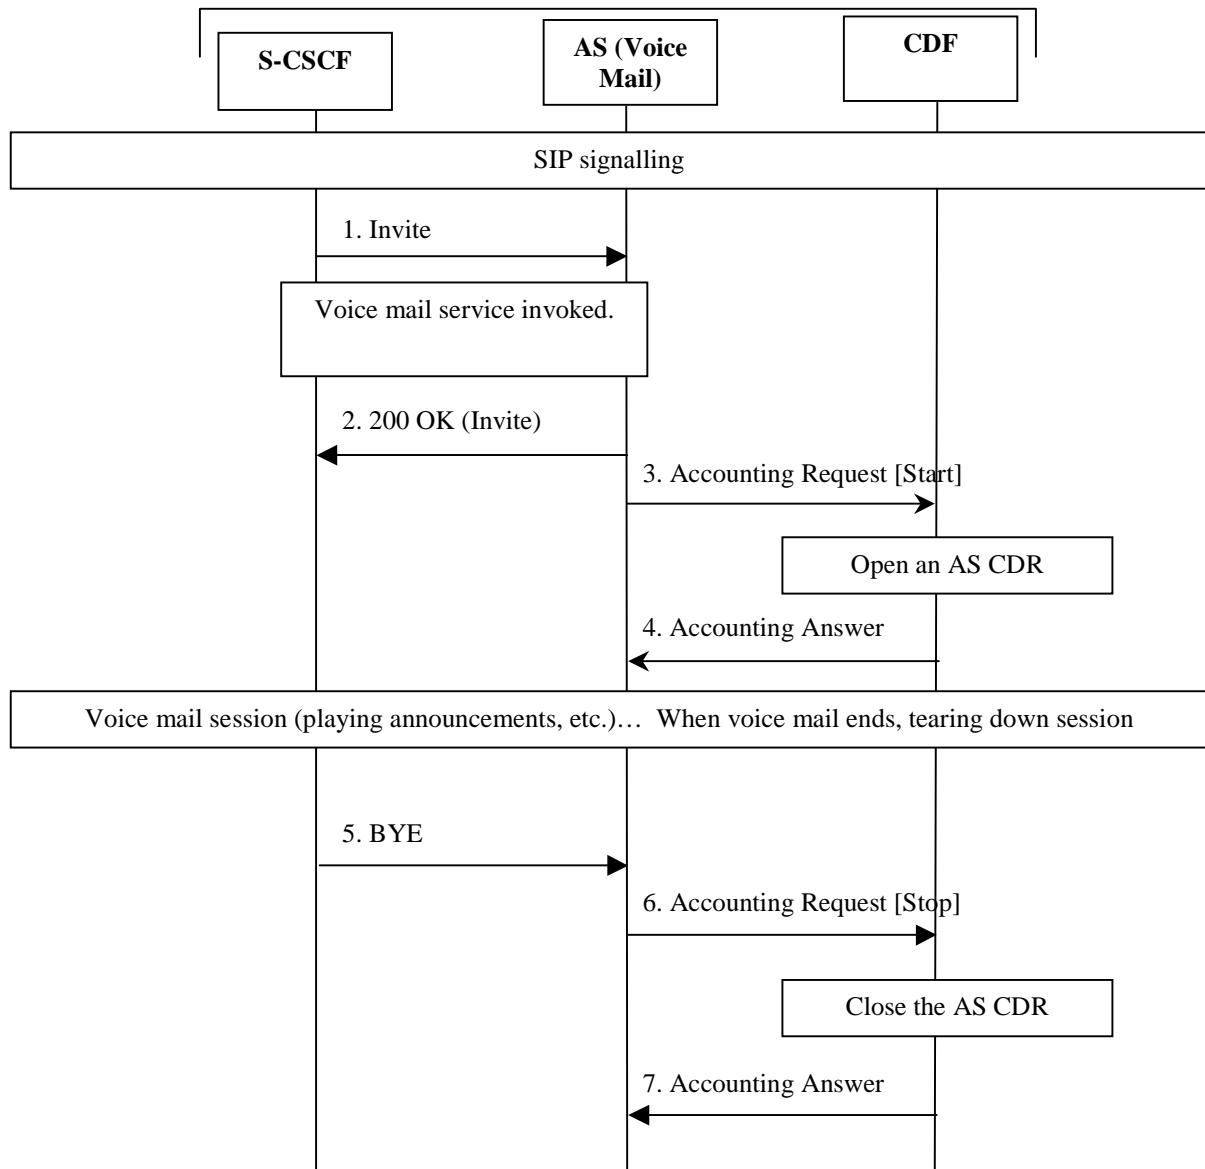 S-CSCF
AS (Voice
Mail)
CDF
SIP signalling
1. Invite
Voice mail service invoked.
2. 200 OK (Invite)
3. Accounting Request [Start]
Open an AS CDR
4. Accounting Answer
Voice mail session (playing announcements, etc.)… When voice mail ends, tearing down session
5. BYE
6. Accounting Request [Stop]
Close the AS CDR
7. Accounting Answer